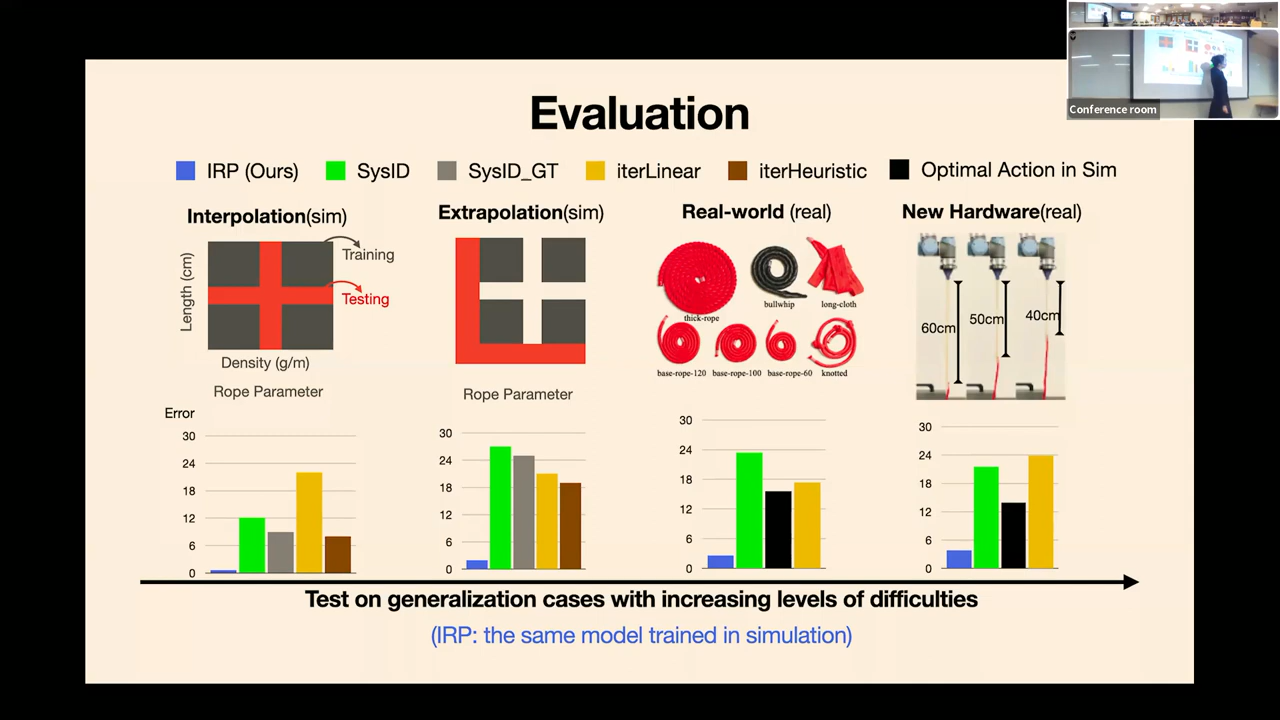 Conference room
Evaluation
IRP (Ours)
SysID
SysID_GT
iterLinear
iterHeuristic
Optimal Action in Sim
Interpolation(sim)
Extrapolation(sim)
Real-world (real)
New Hardware(real)
Length (cm)
Training
Testing
Density (g/m)
Rope Parameter
Rope Parameter
thick-rope
bullwhip
long-cloth
base-rope-120
base-rope-100
base-rope-60
knotted
60cm
50cm
40cm
Error
30
24
18
12
6
0
30
24
18
12
6
0
30
24
18
12
6
0
30
24
18
12
6
0
Test on generalization cases with increasing levels of difficulties
(IRP: the same model trained in simulation)